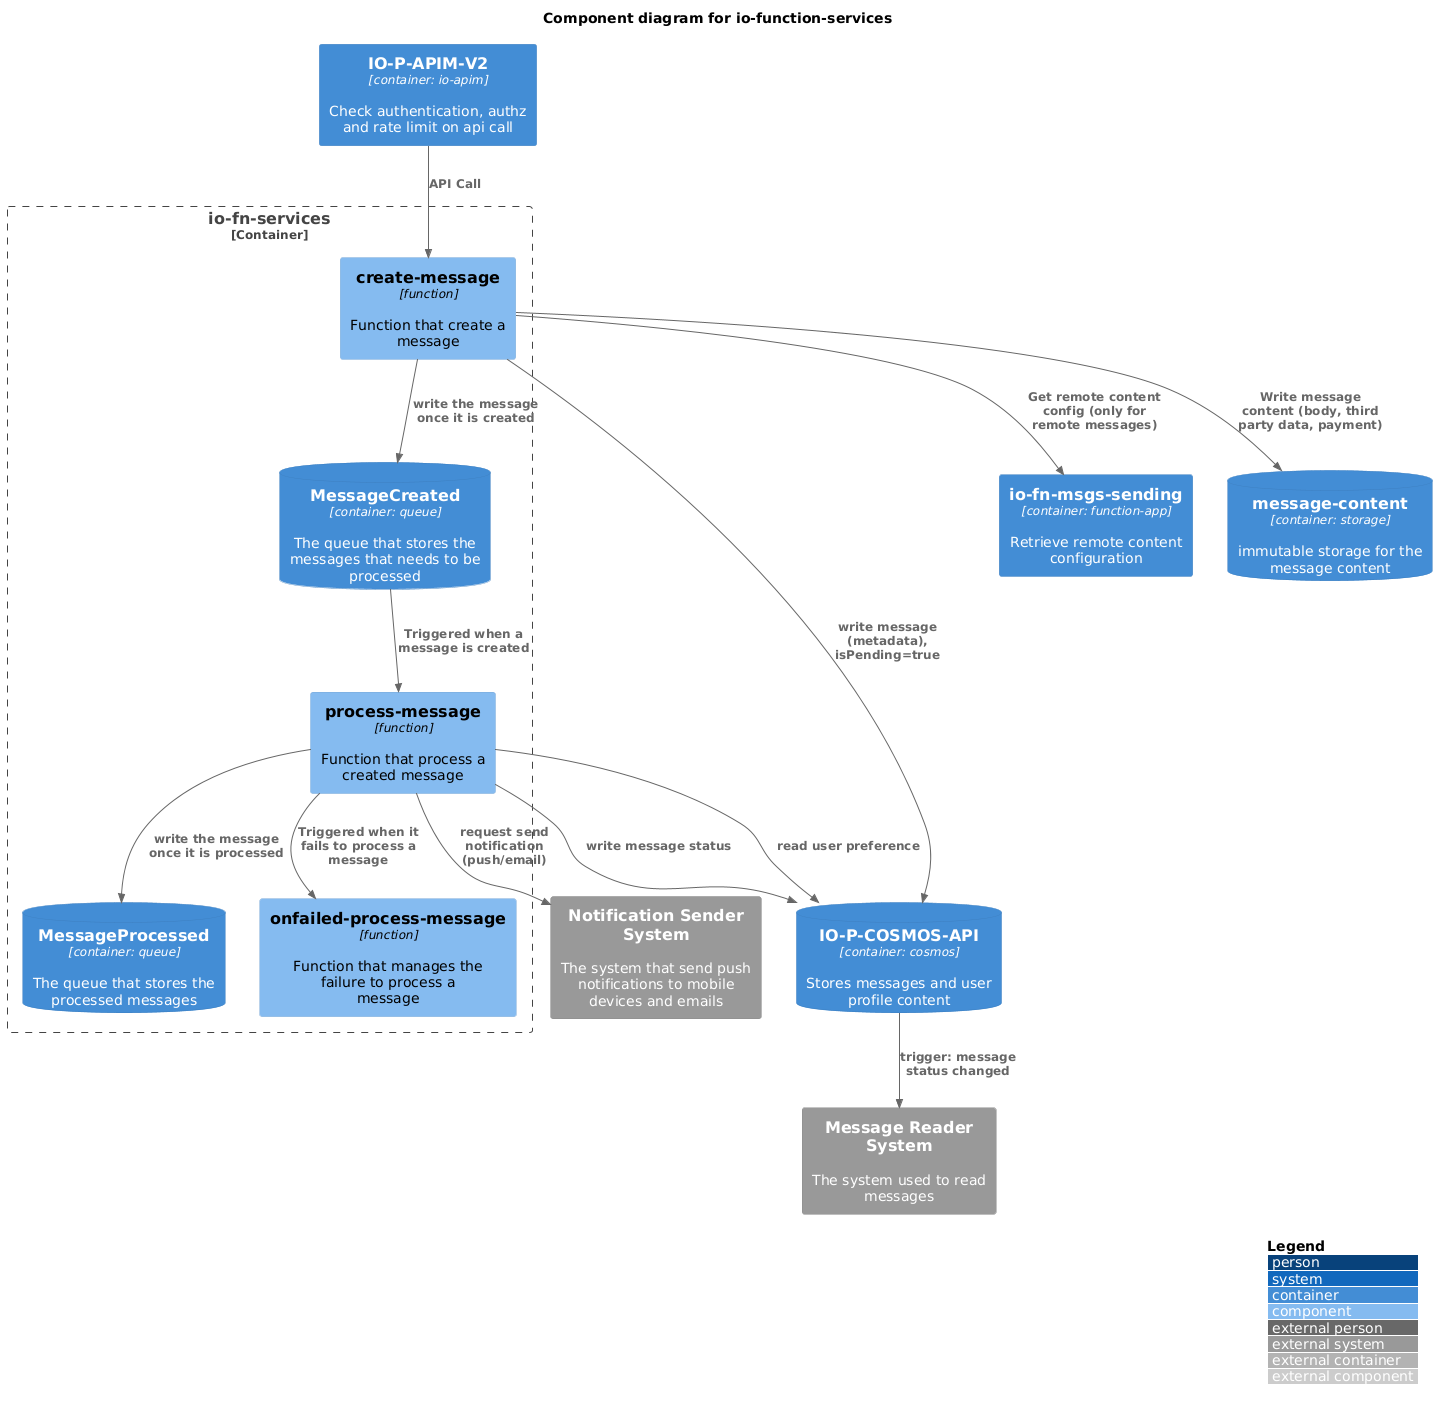 Component diagram for io-function-services
IO-P-APIM-V2
[container: io-apim]
Check authentication, authz
and rate limit on api call
API Call
io-fn-services
[Container]
create-message
[function]
Function that create a
message
write the message
once it is created
Get remote content
config (only for
remote messages)
Write message
content (body, third
party data, payment)
MessageCreated
[container: queue]
The queue that stores the
messages that needs to be
processed
io-fn-msgs-sending
[container: function-app]
Retrieve remote content
configuration
message-content
[container: storage]
immutable storage for the
message content
Triggered when a
message is created
write message
(metadata),
isPending=true
process-message
[function]
Function that process a
created message
write the message
once it is processed
Triggered when it
fails to process a
message
request send
notification
(push/email)
write message status
read user preference
MessageProcessed
[container: queue]
The queue that stores the
processed messages
onfailed-process-message
[function]
Function that manages the
failure to process a
message
Notification Sender
System
The system that send push
notifications to mobile
devices and emails
IO-P-COSMOS-API
[container: cosmos]
Stores messages and user
profile content
trigger: message
status changed
Message Reader
System
The system used to read
messages
Legend
person
system
container
component
external person
external system
external container
external component